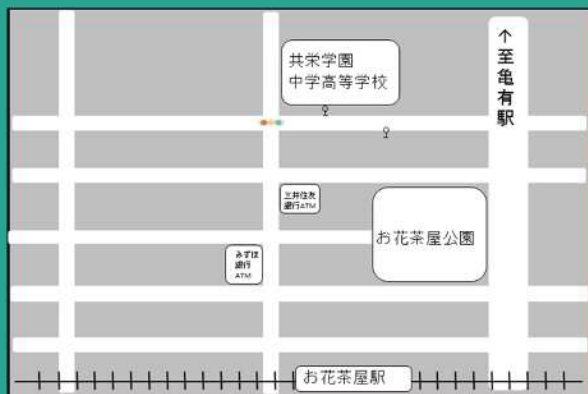 共栄学園
中学高等学校
↑至亀有駅
三井住友
銀行ATM
お花茶屋公園
みずほ
銀行
ATM
お花茶屋駅